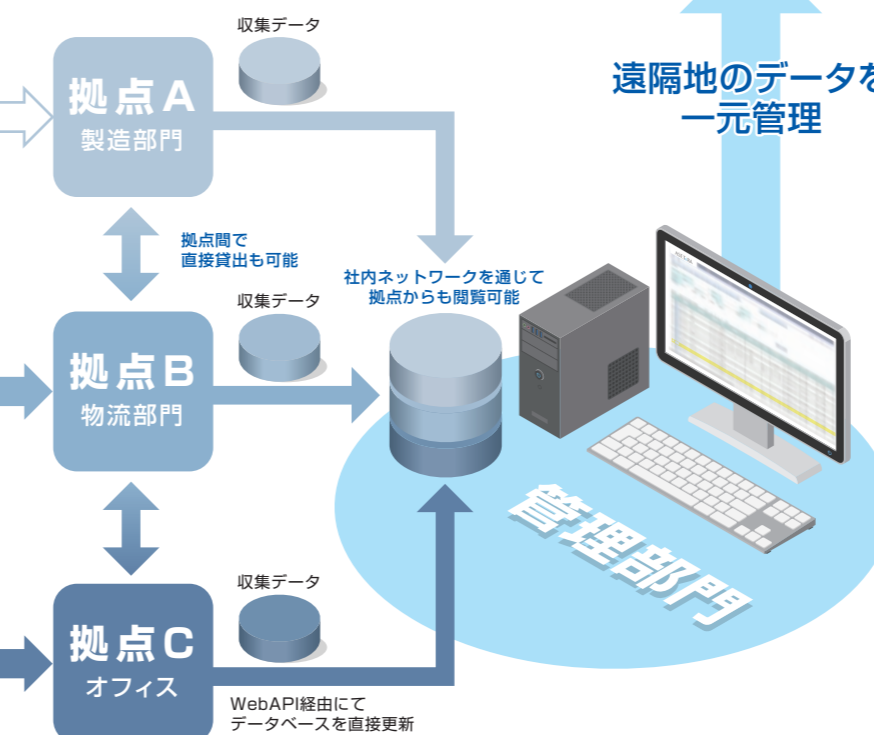 収集データ
拠点A
製造部門
遠隔地のデータを
一元管理
拠点間で
直接貸出も可能
社内ネットワークを通じて
拠点からも閲覧可能
収集データ
拠点B
物流部門
管理部門
収集データ
拠点C
オフィス
WebAPI経由にて
データベースを直接更新